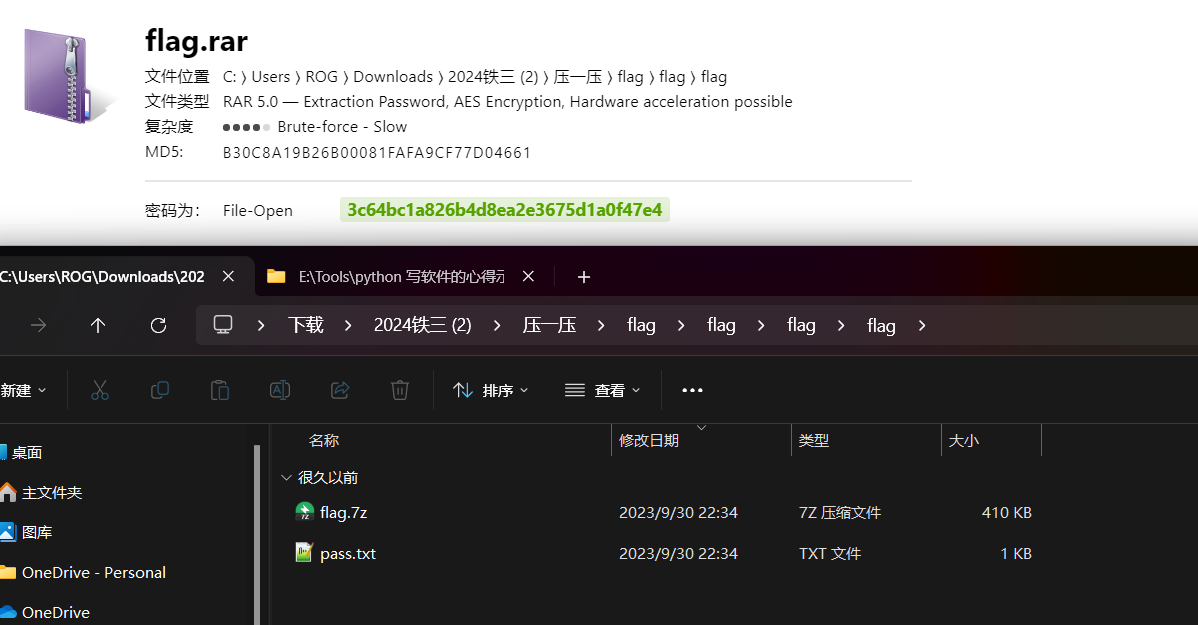 flag.rar
文件位置 C: 〉Users 〉ROG 〉Downloads 〉2024铁三 (2) 〉压一压 〉flag 〉flag 〉flag
文件类型 RAR 5.0 — Extraction Password, AES Encryption, Hardware acceleration possible
复杂度 Brute-force - Slow
MD5: B30C8A19B26B00081FAFA9CF77D04661
密码为： File-Open 3c64bc1a826b4d8ea2e3675d1a0f47e4
C:\Users\ROG\Downloads\202 E:\Tools\python 写软件的心得
下载 > 2024铁三 (2) > 压一压 > flag > flag > flag > flag >
新建 排序 查看
名称 修改日期 类型 大小
桌面
很久以前
主文件夹
flag.7z 2023/9/30 22:34 7Z 压缩文件 410 KB
图库
pass.txt 2023/9/30 22:34 TXT 文件 1 KB
OneDrive - Personal
OneDrive